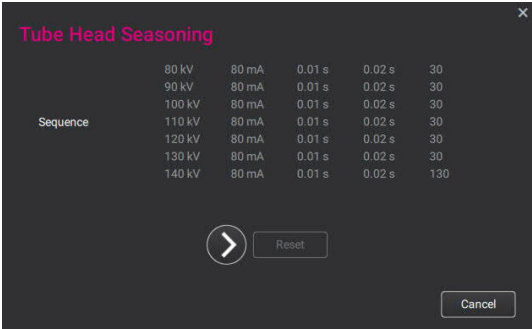 Tube Head Seasoning
80 kV 80 mA 0.01 s 0.02 s 30
90 kV 80 mA 0.01 s 0.02 s 30
100 kV 80 mA 0.01 s 0.02 s 30
Sequence 110 kV 80 mA 0.01 s 0.02 s 30
120 kV 80 mA 0.01 s 0.02 s 30
130 kV 80 mA 0.01 s 0.02 s 30
140 kV 80 mA 0.01 s 0.02 s 130
Reset
Cancel